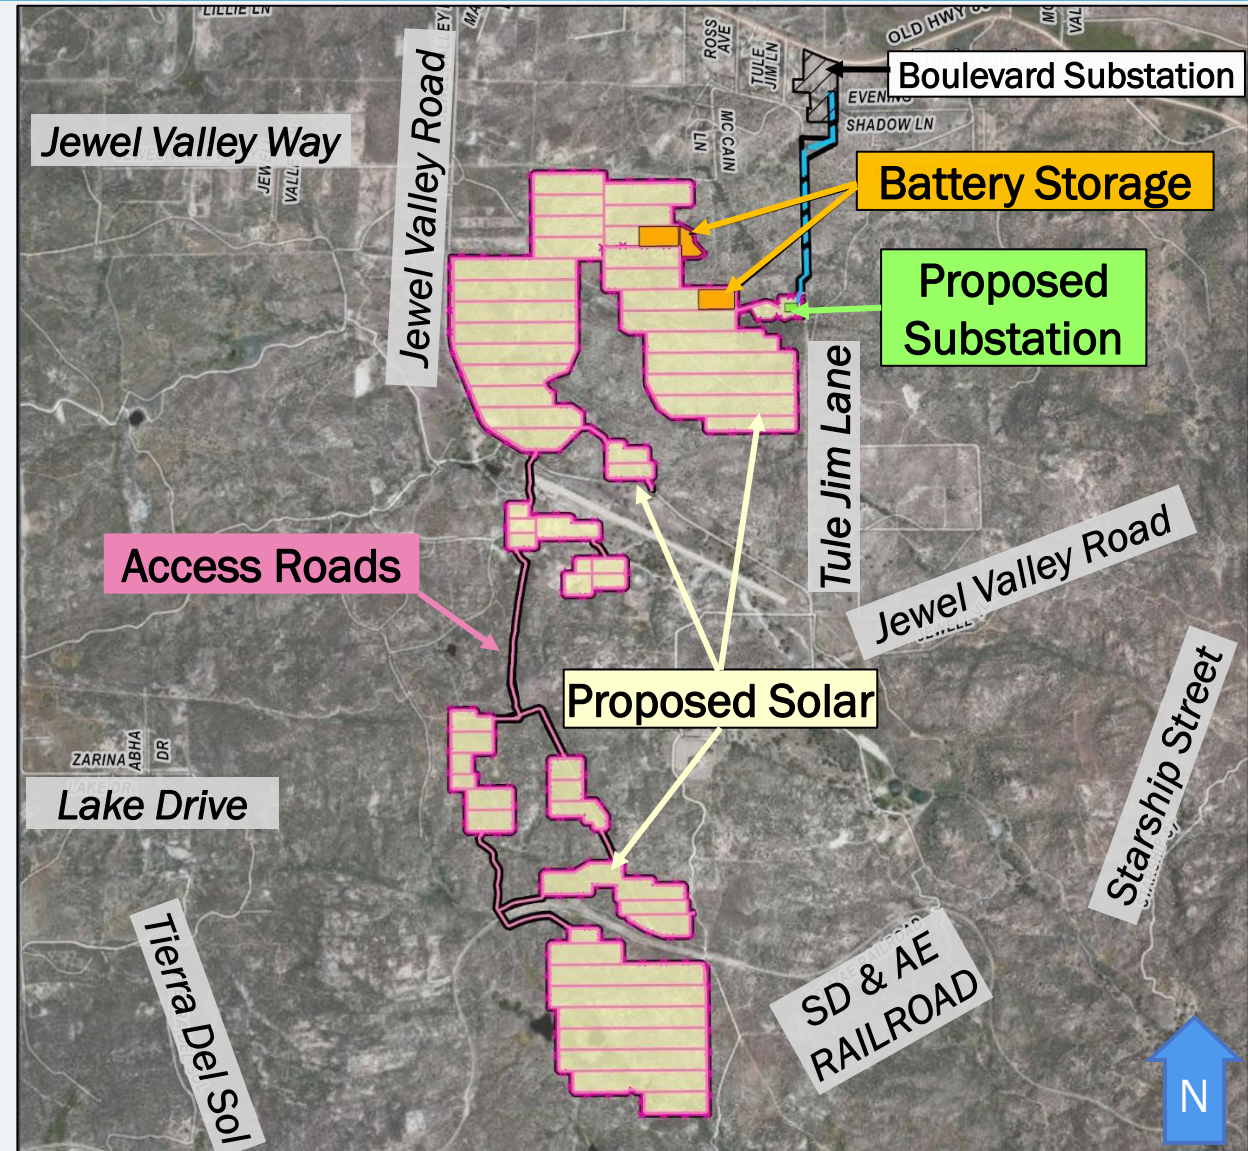 LILLIE LN
OLD HWY
ROSS
AVE
TULE
JIM LN
Boulevard Substation
EVENING
SHADOW LN
MC CAIN
LN
Jewel Valley Way
Jewel Valley Road
Battery Storage
Proposed
Substation
Tule Jim Lane
Access Roads
Jewel Valley Road
Proposed Solar
Starship Street
ZARINA
ABHA
DR
LAKE DR
Lake Drive
Tierra Del Sol
SD & AE
RAILROAD
N